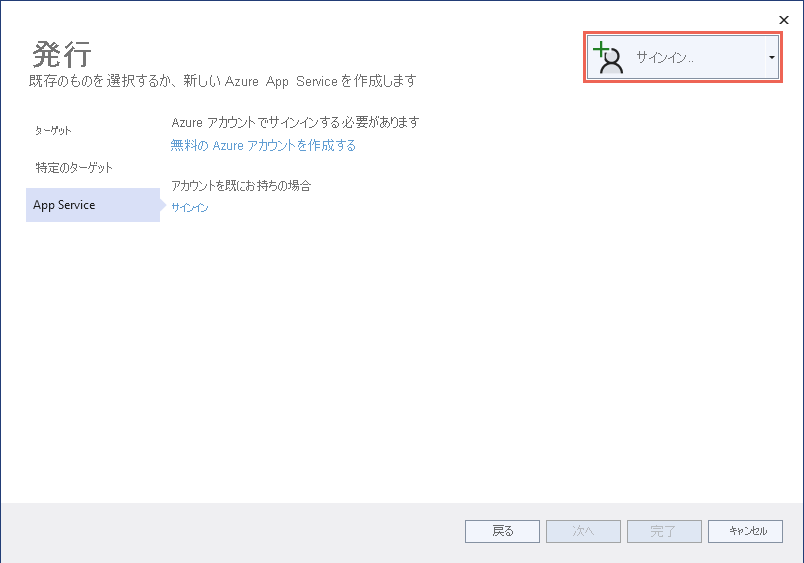 発行
サインイン..
既存のものを選択するか、新しい Azure App Service を作成します
ターゲット
Azure アカウントでサインインする必要があります
無料の Azure アカウントを作成する
特定のターゲット
アカウントを既にお持ちの場合
App Service
サインイン
戻る
次へ
完了
キャンセル